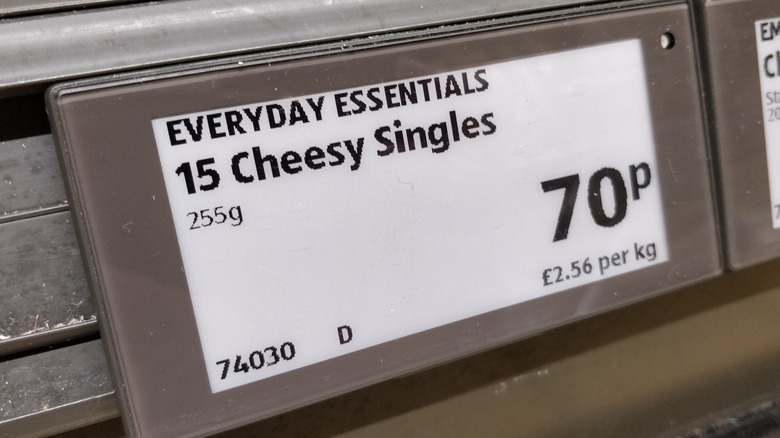 EVERYDAY ESSENTIALS
15 Cheesy Singles
255g
70p
£2.56 per kg
74030 D